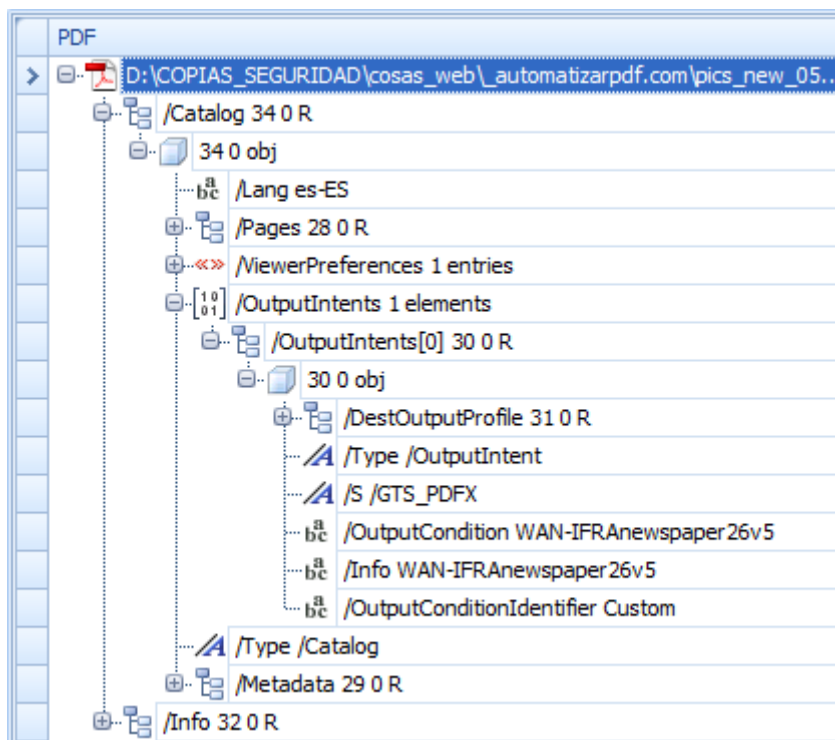 PDF
D:\COPIAS_SEGURIDAD\cosas_web\_automatizarpdf.com\pics_new_05...
/Catalog 34 0 R
34 0 obj
/Lang es-ES
/Pages 28 0 R
/ViewerPreferences 1 entries
/OutputIntents 1 elements
/OutputIntents[0] 30 0 R
30 0 obj
/DestOutputProfile 31 0 R
/Type /OutputIntent
/S /GTS_PDFX
/OutputCondition WAN-IFRAnewspaper26v5
/Info WAN-IFRAnewspaper26v5
/OutputConditionIdentifier Custom
/Type /Catalog
/Metadata 29 0 R
/Info 32 0 R